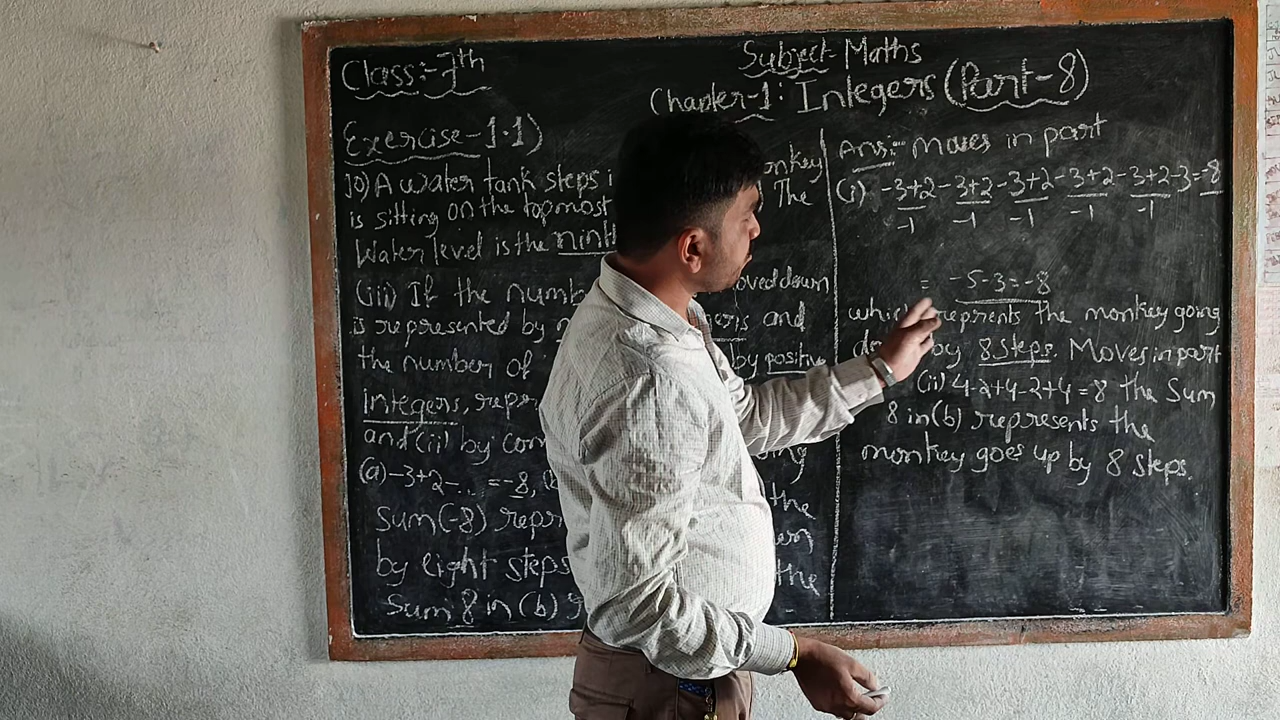 Class:- 7th
Subject- Maths
Chapter-1: Integers (Part-8)
Exercise-1.1)
10) A water tank steps i
onkey
is sitting on the topmost
The
Water level is the
(iii) If the numb
oved down
is represented by
and
the number of
by positive
integers, repr
and (ii) by com
ing
(a) -3+2-... = -8,
the
Sum (-8) repr
by eight steps
the
Sum 8 in (b)
Ans:- Moves in part
(i) -3+2-3+2-3+2-3+2-3+2-3=-8
-1 -1 -1 -1 -1
= -5-3=-8
represents the monkey going
by 8 steps. Moves in part
(ii) 4-2+4-2+4=8 the Sum
8 in (b) represents the
monkey goes up by 8 steps.